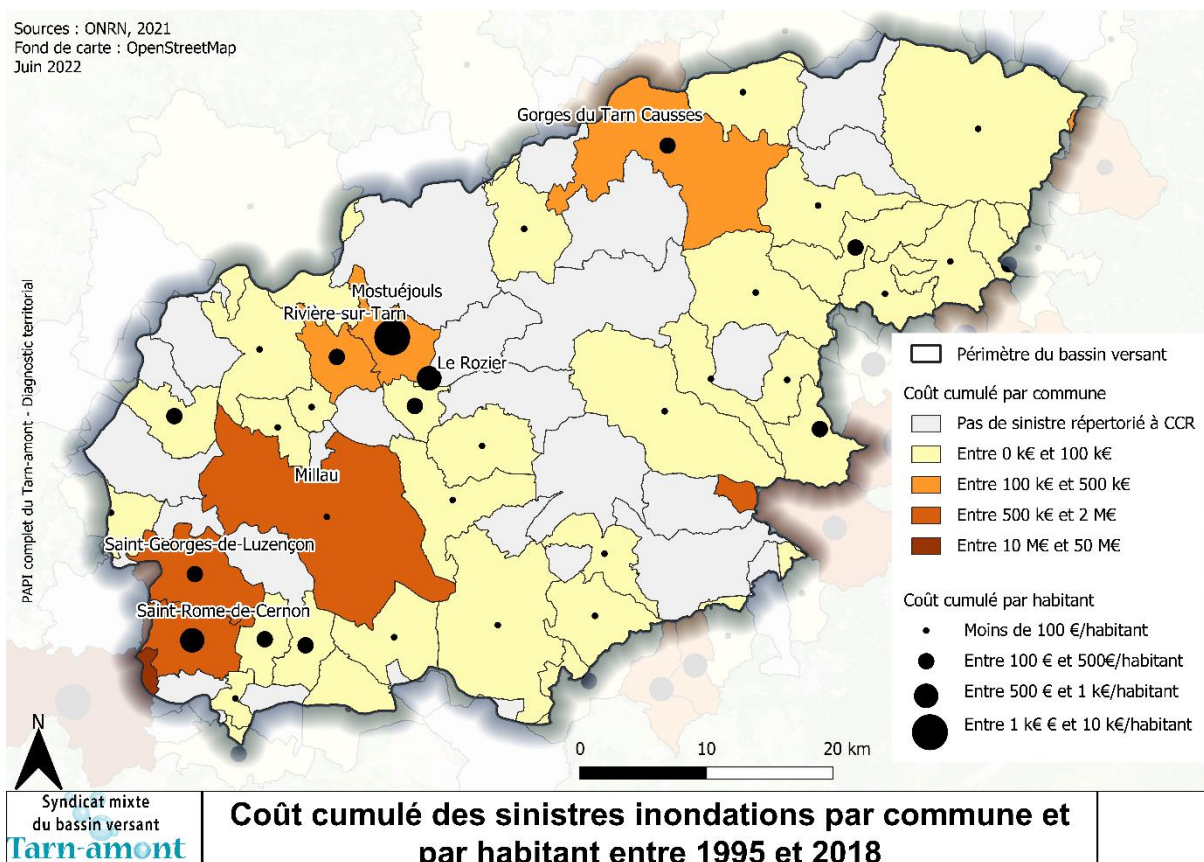 Sources : ONRN, 2021
Fond de carte : OpenStreetMap
Juin 2022
Gorges du Tarn Causses
Mostuéjouls
Rivière-sur-Tarn
Le Rozier
Millau
Saint-Georges-de-Luzençon
Saint-Rome-de-Cernon
PAPI complet du Tarn-amont - Diagnostic territorial
Périmètre du bassin versant
Coût cumulé par commune
Pas de sinistre répertorié à CCR
Entre 0 k€ et 100 k€
Entre 100 k€ et 500 k€
Entre 500 k€ et 2 M€
Entre 10 M€ et 50 M€
Coût cumulé par habitant
Moins de 100 €/habitant
Entre 100 € et 500€/habitant
Entre 500 € et 1 k€/habitant
Entre 1 k€ € et 10 k€/habitant
N
0 10 20 km
Syndicat mixte
du bassin versant
Tarn-amont
Coût cumulé des sinistres inondations par commune et
par habitant entre 1995 et 2018